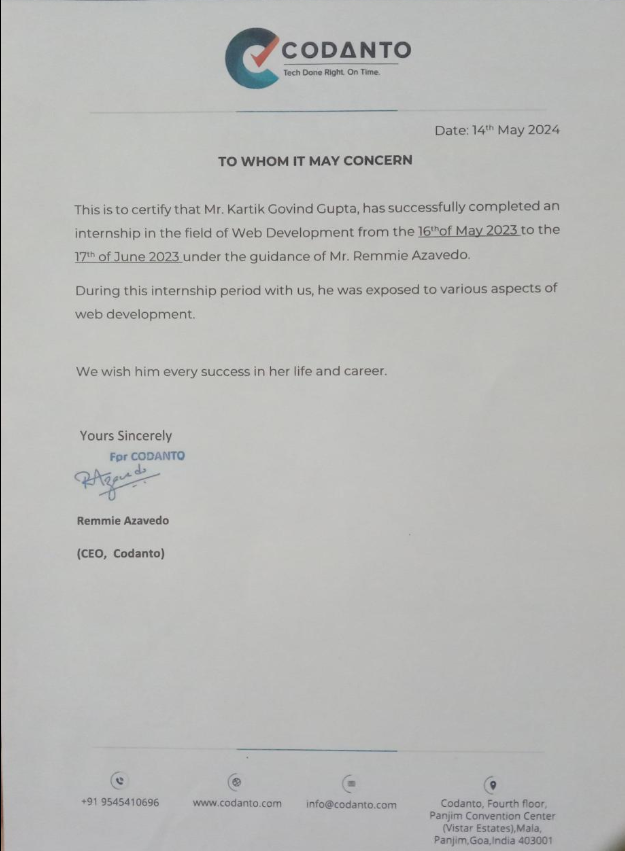 CODANTO
Tech Done Right. On Time.
Date: 14th May 2024
TO WHOM IT MAY CONCERN
This is to certify that Mr. Kartik Govind Gupta, has successfully completed an
internship in the field of Web Development from the 16thof May 2023 to the
17th of June 2023 under the guidance of Mr. Remmie Azavedo.
During this internship period with us, he was exposed to various aspects of
web development.
We wish him every success in her life and career.
Yours Sincerely
For CODANTO
RAzavedo
Remmie Azavedo
(CEO, Codanto)
+91 9545410696
www.codanto.com
info@codanto.com
Codanto, Fourth floor,
Panjim Convention Center
(Vistar Estates),Mala,
Panjim,Goa,India 403001